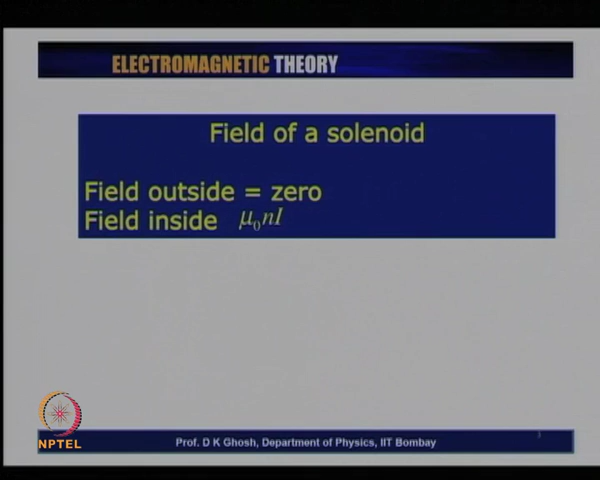 ELECTROMAGNETIC THEORY
Field of a solenoid
Field outside = zero
Field inside μ₀nI
NPTEL
Prof. D K Ghosh, Department of Physics, IIT Bombay
3